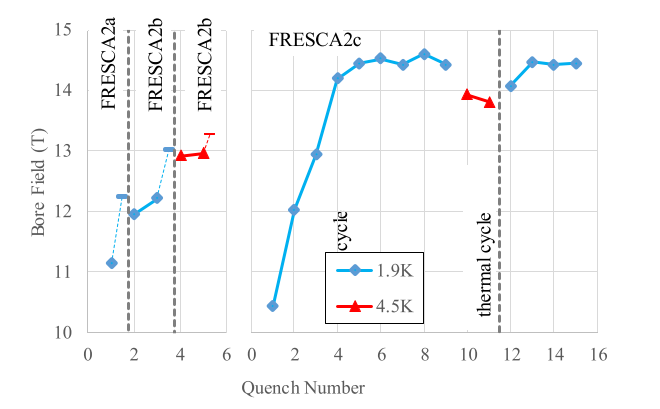 FRESCA2a
FRESCA2b
FRESCA2b
FRESCA2c
15
14
13
12
11
10
Bore Field (T)
cycle
thermal cycle
1.9K
4.5K
0 2 4 6
0 2 4 6 8 10 12 14 16
Quench Number